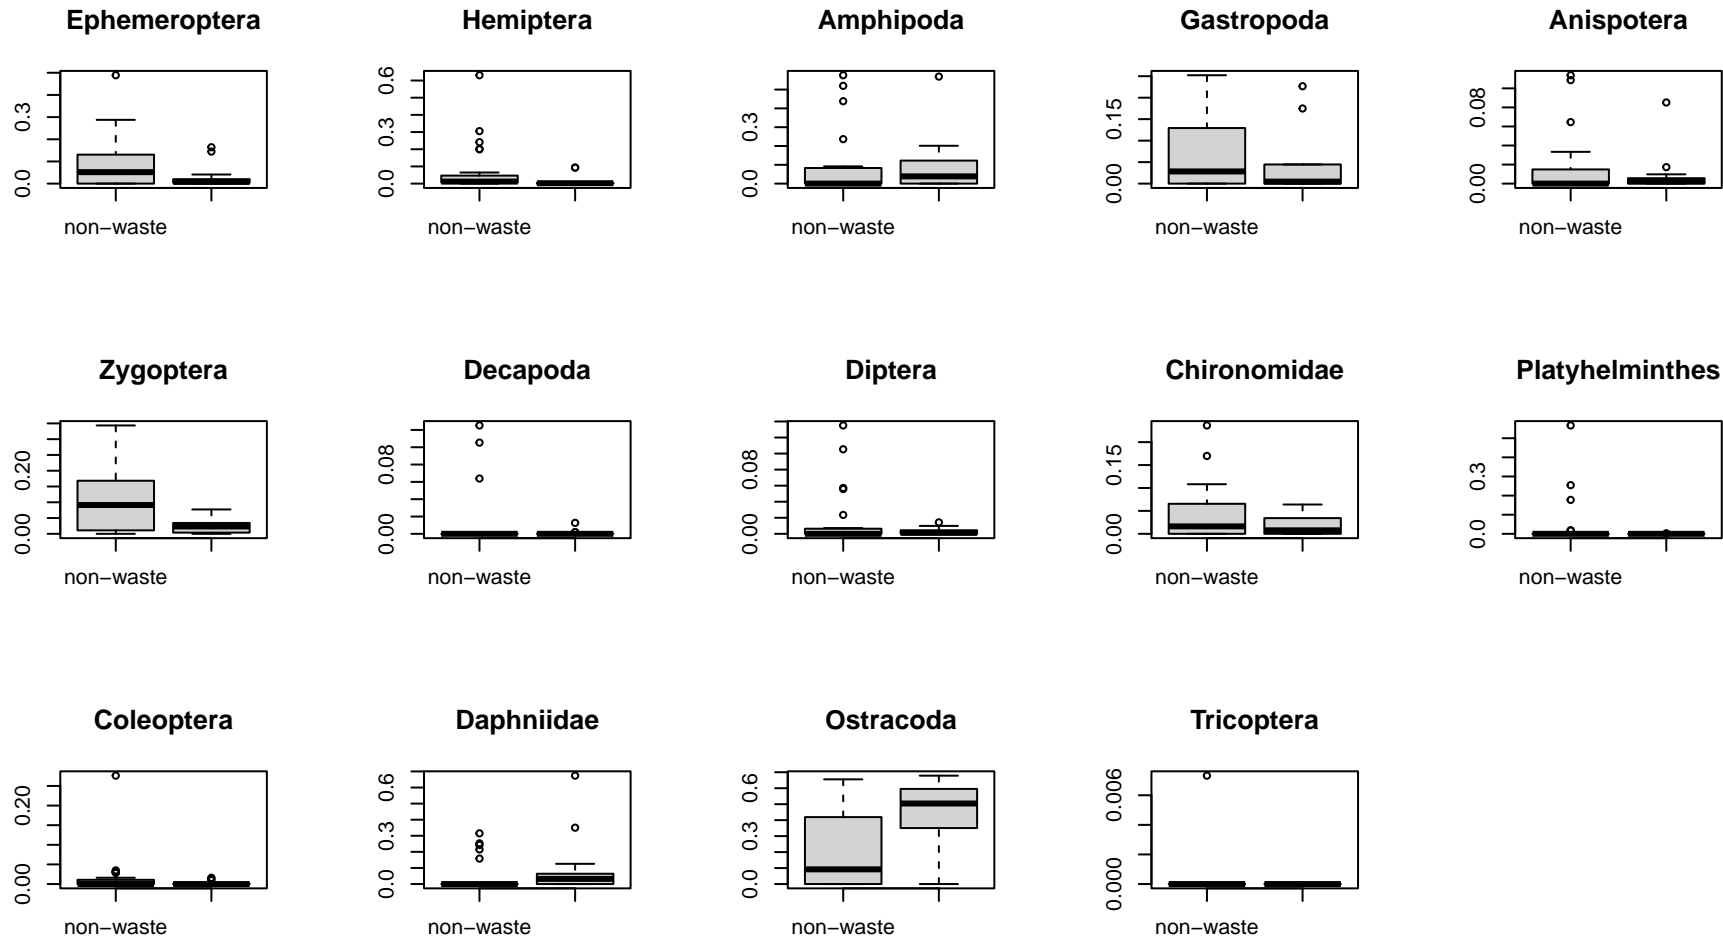 Ephemeroptera
0.0 0.3
non−waste
Hemiptera
0.0 0.3 0.6
non−waste
Amphipoda
0.0 0.3
non−waste
Gastropoda
0.00 0.15
non−waste
Anispotera
0.00 0.08
non−waste
Zygoptera
0.00 0.20
non−waste
Decapoda
0.00 0.08
non−waste
Diptera
0.00 0.08
non−waste
Chironomidae
0.00 0.15
non−waste
Platyhelminthes
0.0 0.3
non−waste
Coleoptera
0.00 0.20
non−waste
Daphniidae
0.0 0.3 0.6
non−waste
Ostracoda
0.0 0.3 0.6
non−waste
Tricoptera
0.000 0.006
non−waste